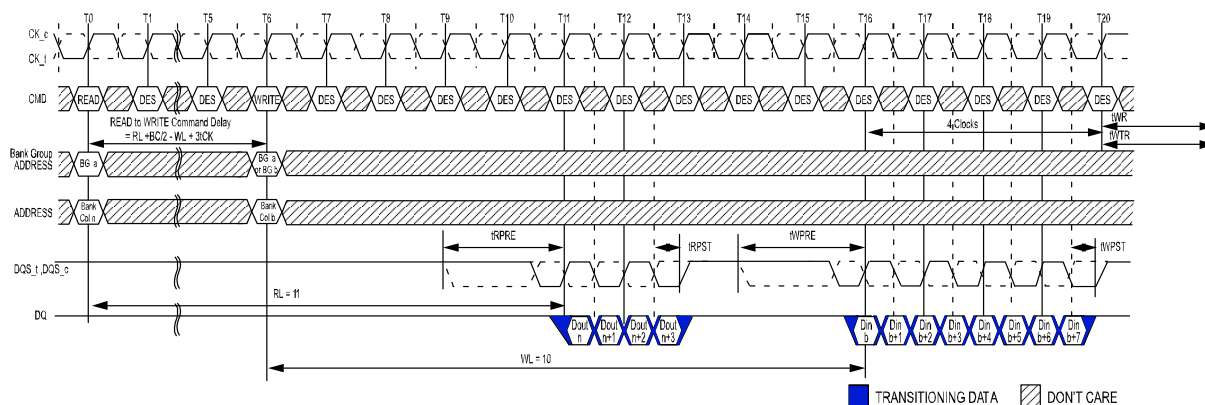 T0 T1 T5 T6 DES T7 T8 T9 T10 T11 T12 T13 T14 T15 T16 T17 T18 T19 T20
CK_c
CK_t
CMD READ DES DES WRITE DES DES DES DES DES DES DES DES DES DES DES DES DES DES
READ to WRITE Command Delay
= RL +BC/2 - WL + 3tCK
4 Clocks
tWR
tWTR
Bank Group
ADDRESS
BG a
BG a
or BG b
ADDRESS
Bank
Col n
Bank
Col b
tRPRE tRPST tWPRE tWPST
DQS_t ,DQS_c
RL = 11
DQ
Dout
n
Dout
n+1
Dout
n+2
Dout
n+3
Din
b
Din
b+1
Din
b+2
Din
b+3
Din
b+4
Din
b+5
Din
b+6
Din
b+7
WL = 10
TRANSITIONING DATA DON'T CARE